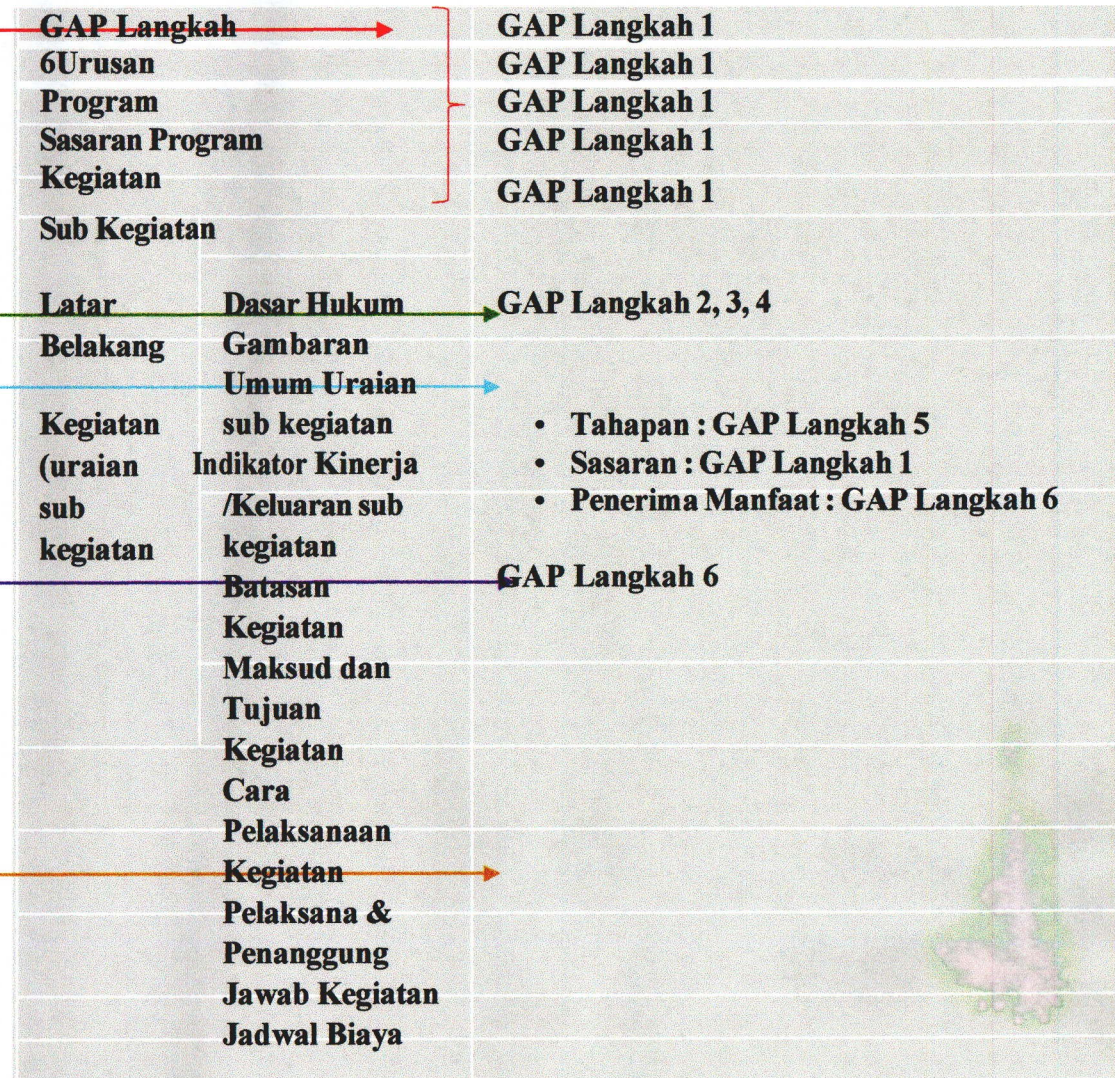 GAP Langkah GAP Langkah 1
6Urusan GAP Langkah 1
Program GAP Langkah 1
Sasaran Program GAP Langkah 1
Kegiatan GAP Langkah 1
Sub Kegiatan
Latar Dasar Hukum GAP Langkah 2, 3, 4
Belakang Gambaran
Umum Uraian
Kegiatan sub kegiatan • Tahapan : GAP Langkah 5
(uraian Indikator Kinerja • Sasaran : GAP Langkah 1
sub /Keluaran sub • Penerima Manfaat : GAP Langkah 6
kegiatan kegiatan
Batasan GAP Langkah 6
Kegiatan
Maksud dan
Tujuan
Kegiatan
Cara
Pelaksanaan
Kegiatan
Pelaksana &
Penanggung
Jawab Kegiatan
Jadwal Biaya